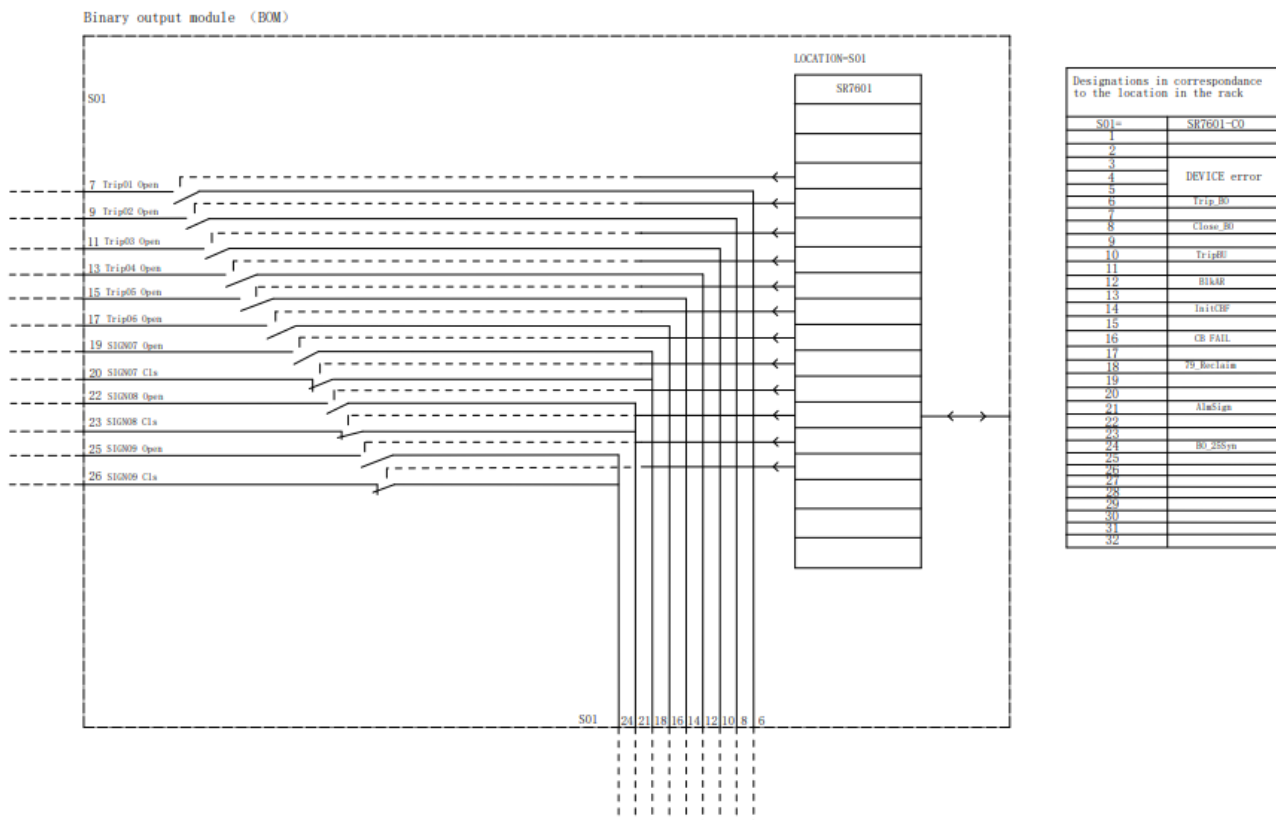 Binary output module （BOM）
LOCATION=S01
SR7601
S01
7 Trip01 Open
9 Trip02 Open
11 Trip03 Open
13 Trip04 Open
15 Trip05 Open
17 Trip06 Open
19 SIGN07 Open
20 SIGN07 Cls
22 SIGN08 Open
23 SIGN08 Cls
25 SIGN09 Open
26 SIGN09 Cls
S01 24 21 18 16 14 12 10 8 6
Designations in correspondance
to the location in the rack
S01= SR7601-CO
1
2
3
4 DEVICE error
5
6 Trip_BO
7
8 Close_BO
9
10 TripBU
11
12 BlkAR
13
14 InitCBF
15
16 CB FAIL
17
18 79_Reclaim
19
20
21 AlmSign
22
23
24 BO_25Syn
25
26
27
28
29
30
31
32